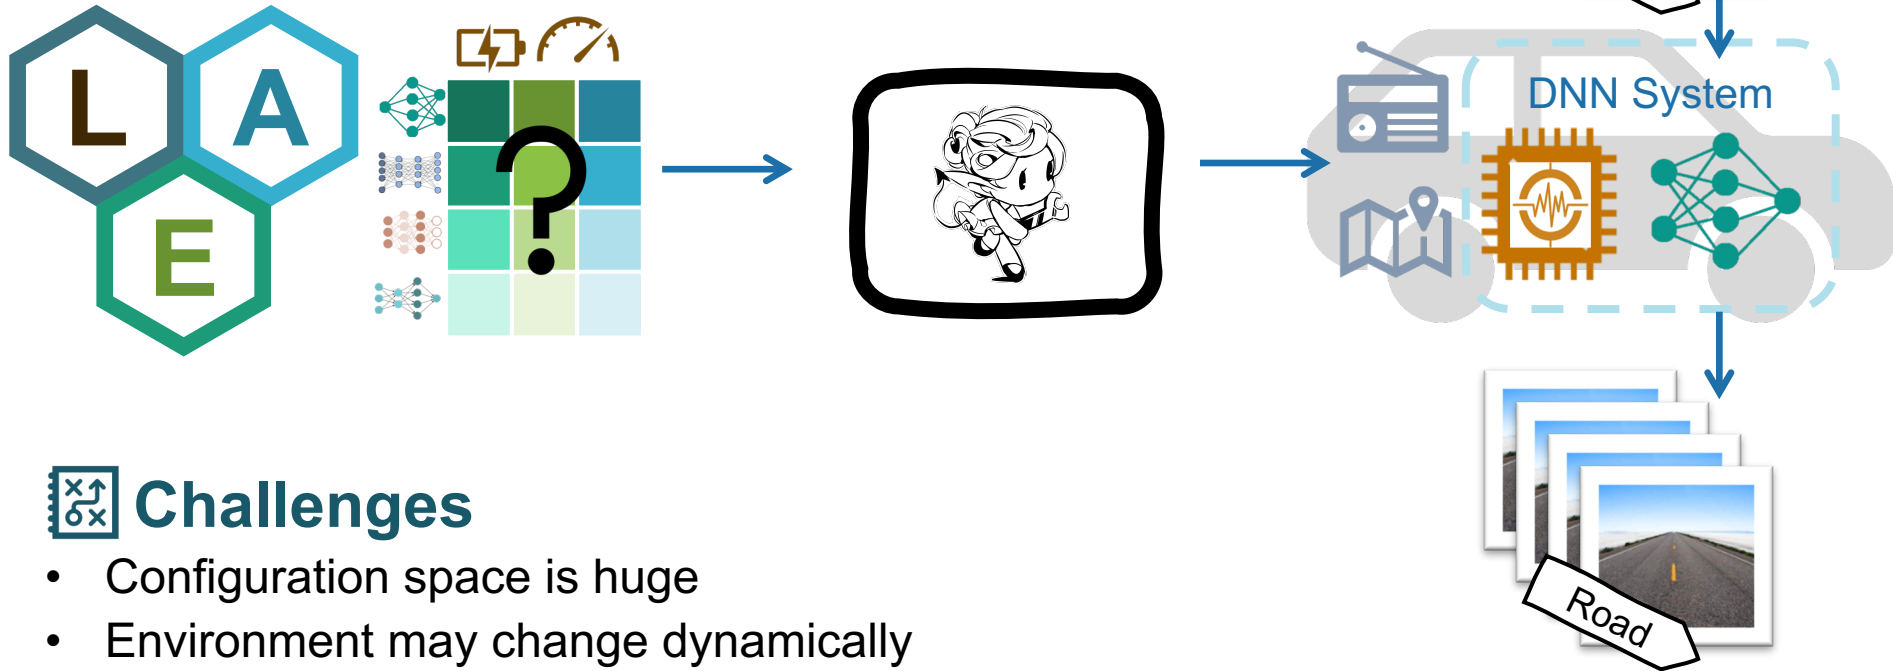 L
A
E
?
DNN System
Challenges
• Configuration space is huge
• Environment may change dynamically
Road